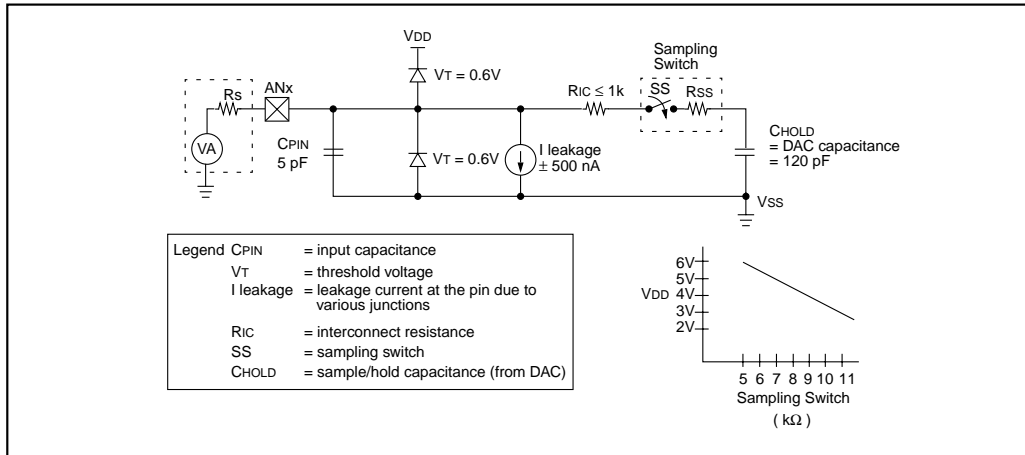 VDD
Sampling
Switch
VT = 0.6V
RIC ≤ 1k
SS
RSS
Rs
ANx
CPIN
5 pF
VA
VT = 0.6V
I leakage
± 500 nA
CHOLD
= DAC capacitance
= 120 pF
VSS
Legend CPIN = input capacitance
VT = threshold voltage
I leakage = leakage current at the pin due to
various junctions
RIC = interconnect resistance
SS = sampling switch
CHOLD = sample/hold capacitance (from DAC)
6V
5V
VDD 4V
3V
2V
5 6 7 8 9 10 11
Sampling Switch
( kΩ )